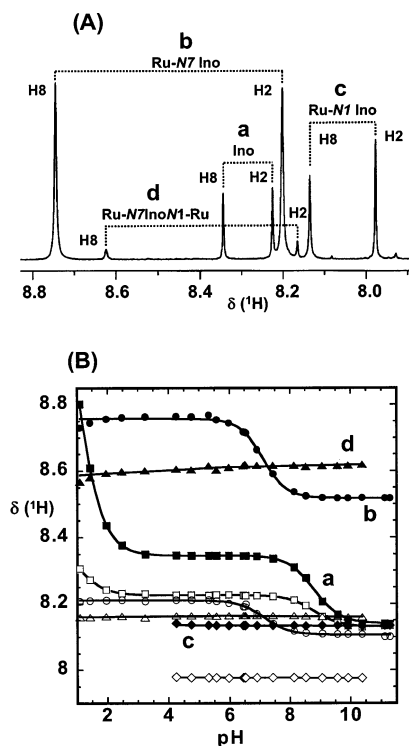 (A)
b
Ru-N7 Ino
H8
H2
c
Ru-N1 Ino
a
Ino
H8
H2
H8
H2
d
Ru-N7InoN1-Ru
H8
H2
8.8
8.6
8.4
8.2
8.0
δ (¹H)
(B)
8.8
d
8.6
b
δ (¹H)
8.4
a
8.2
c
8
2
4
6
8
10
12
pH